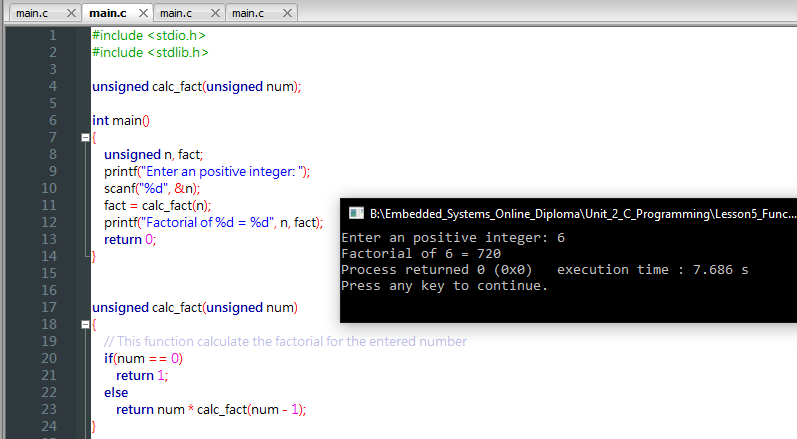 main.c X main.c X main.c X main.c X
1 #include <stdio.h>
2 #include <stdlib.h>
3
4 unsigned calc_fact(unsigned num);
5
6 int main()
7 {
8 unsigned n, fact;
9 printf("Enter an positive integer: ");
10 scanf("%d", &n);
11 fact = calc_fact(n);
12 printf("Factorial of %d = %d", n, fact);
13 return 0;
14 }
15
16
17 unsigned calc_fact(unsigned num)
18 {
19 // This function calculate the factorial for the entered number
20 if(num == 0)
21 return 1;
22 else
23 return num * calc_fact(num - 1);
24 }
B:\Embedded_Systems_Online_Diploma\Unit_2_C_Programming\Lesson5_Func...
Enter an positive integer: 6
Factorial of 6 = 720
Process returned 0 (0x0)   execution time : 7.686 s
Press any key to continue.